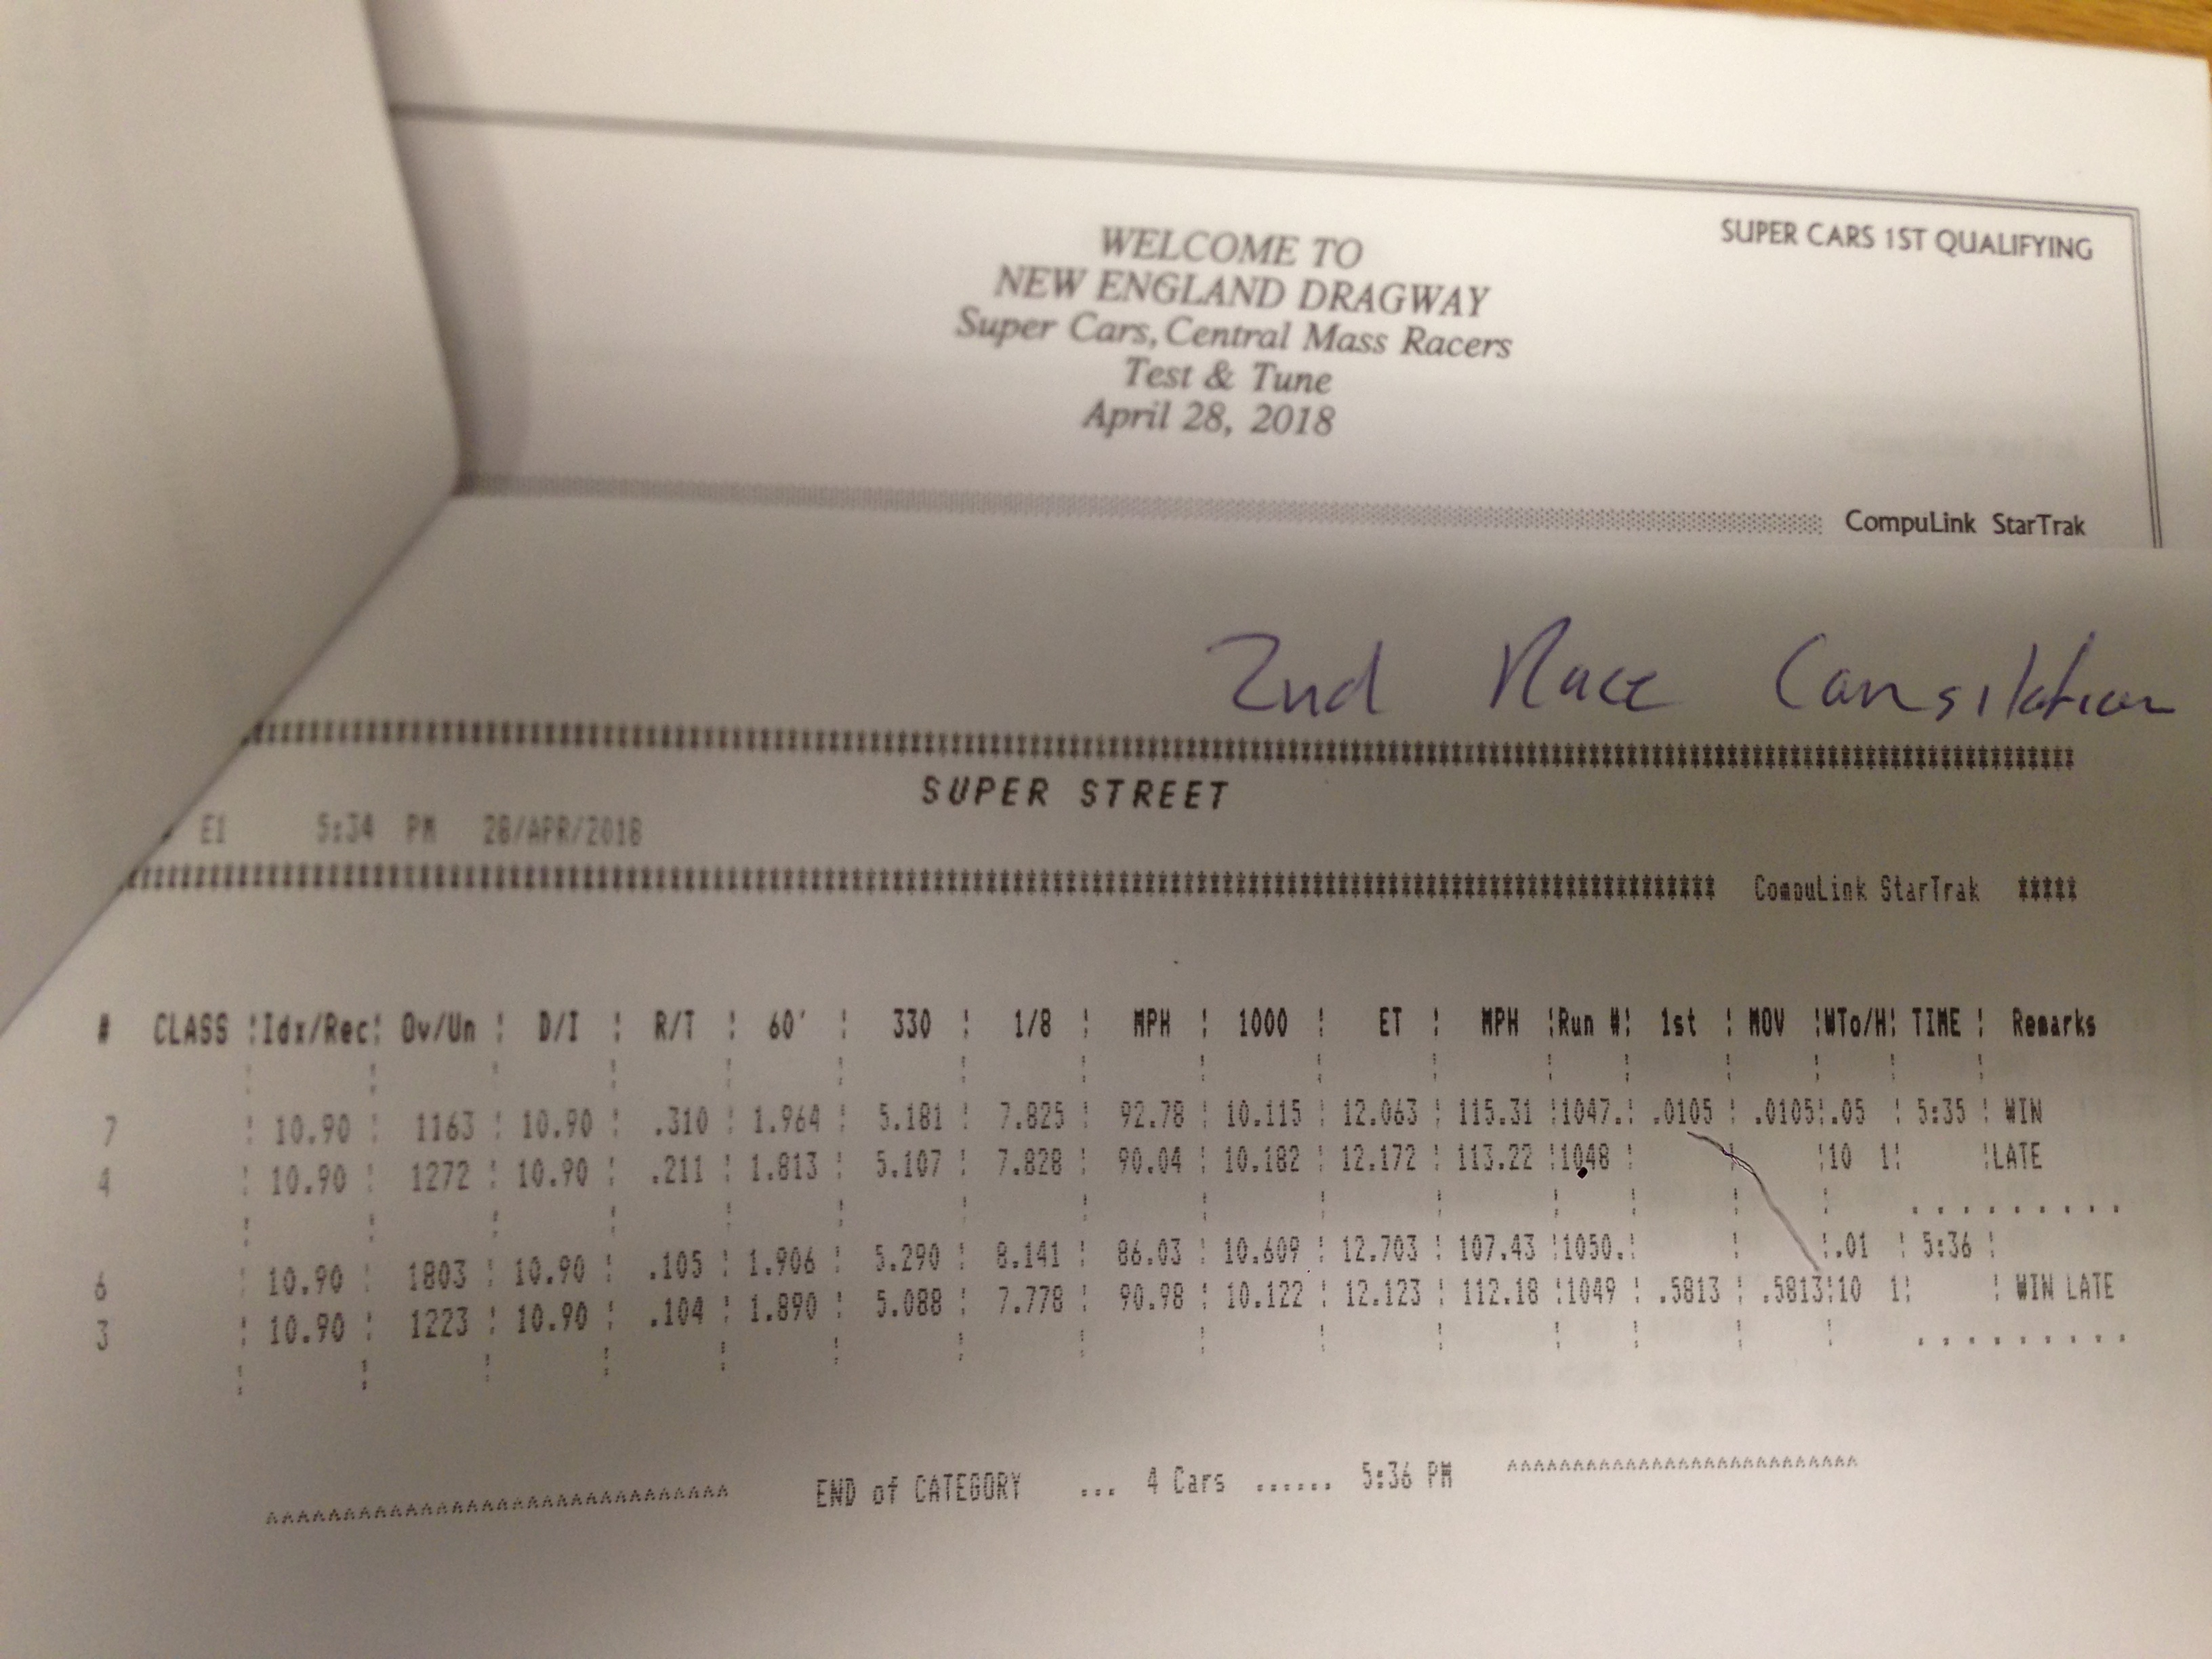 SUPER CARS 1ST QUALIFYING
WELCOME TO
NEW ENGLAND DRAGWAY
Super Cars, Central Mass Racers
Test & Tune
April 28, 2018
CompuLink StarTrak
2nd Race Consilation
SUPER STREET
E1 5:34 PM 28/APR/2018
CompuLink StarTrak *****
# CLASS Idx/Rec Ov/Un D/I R/T 60' 330 1/8 MPH 1000 ET MPH Run #: 1st MOV WTo/H TIME Remarks
7 10.90 1163 10.90 .310 1.964 5.181 7.825 92.78 10.115 12.063 115.31 1047. .0105 .0105 .05 5:35 WIN
4 10.90 1272 10.90 .211 1.813 5.107 7.828 90.04 10.182 12.172 113.22 1048 10 1 LATE
6 10.90 1803 10.90 .105 1.906 5.290 8.141 86.03 10.609 12.703 107.43 1050. .01 5:36
3 10.90 1223 10.90 .104 1.890 5.088 7.778 90.98 10.122 12.123 112.18 1049 .5813 .5813 10 1 WIN LATE
END of CATEGORY ... 4 Cars ...... 5:36 PM